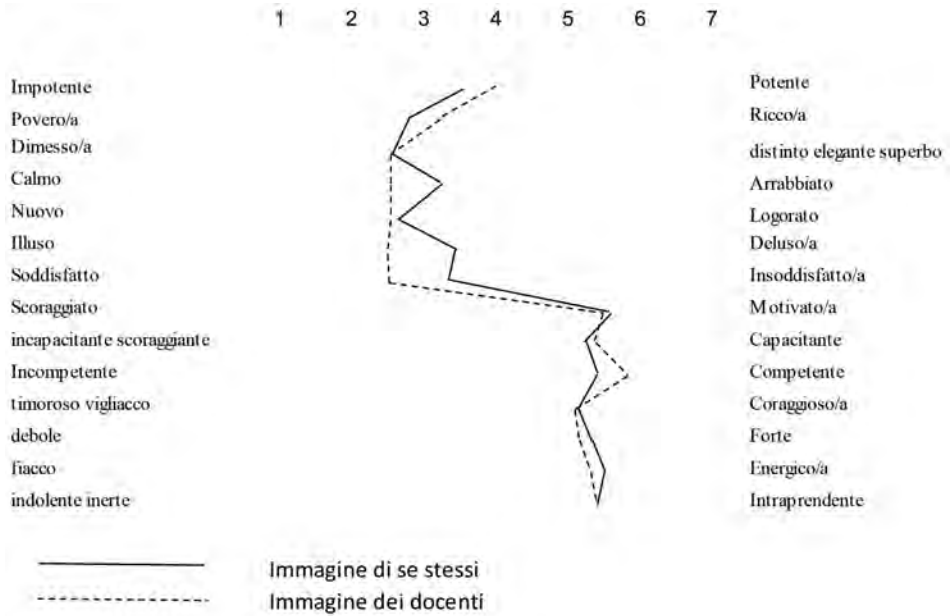 1 2 3 4 5 6 7
Impotente Potente
Povero/a Ricco/a
Dimesso/a distinto elegante superbo
Calmo Arrabbiato
Nuovo Logorato
Illuso Deluso/a
Soddisfatto Insoddisfatto/a
Scoraggiato Motivato/a
incapacitante scoraggiante Capacitante
Incompetente Competente
timoroso vigliacco Coraggioso/a
debole Forte
fiacco Energico/a
indolente inerte Intraprendente
Immagine di se stessi
Immagine dei docenti